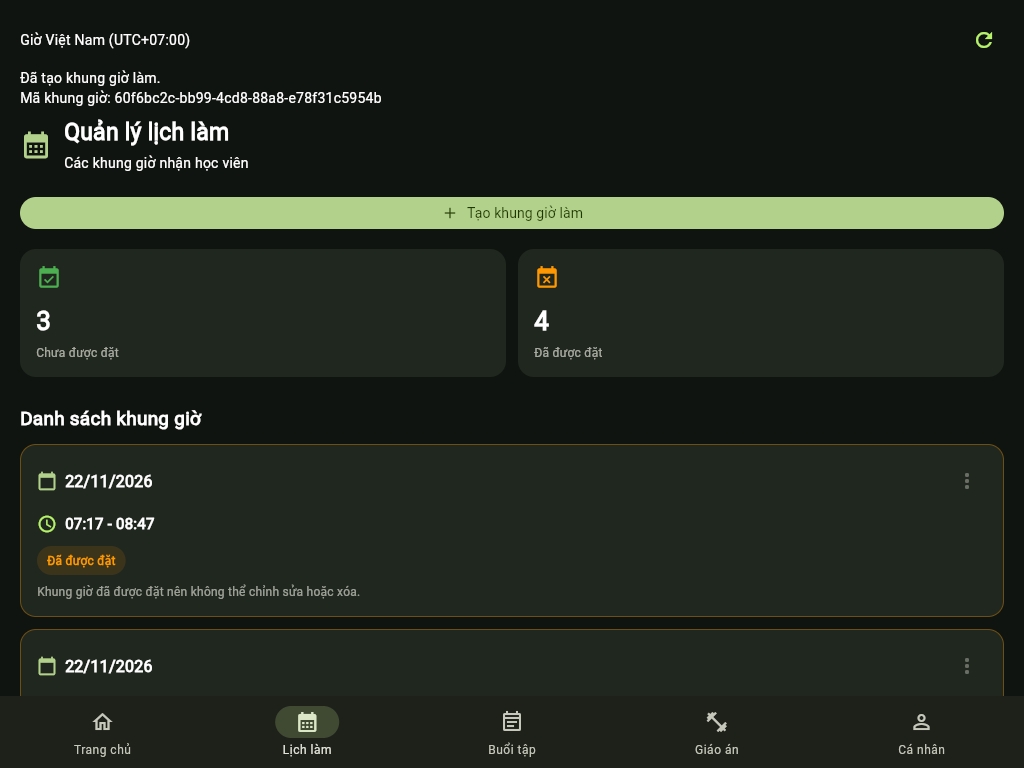 Giờ Việt Nam (UTC+07:00)
Đã tạo khung giờ làm.
Mã khung giờ: 60f6bc2c-bb99-4cd8-88a8-e78f31c5954b
Quản lý lịch làm
Các khung giờ nhận học viên
Tạo khung giờ làm
3
Chưa được đặt
4
Đã được đặt
Danh sách khung giờ
22/11/2026
07:17 - 08:47
Đã được đặt
Khung giờ đã được đặt nên không thể chỉnh sửa hoặc xóa.
22/11/2026
Trang chủ
Lịch làm
Buổi tập
Giáo án
Cá nhân